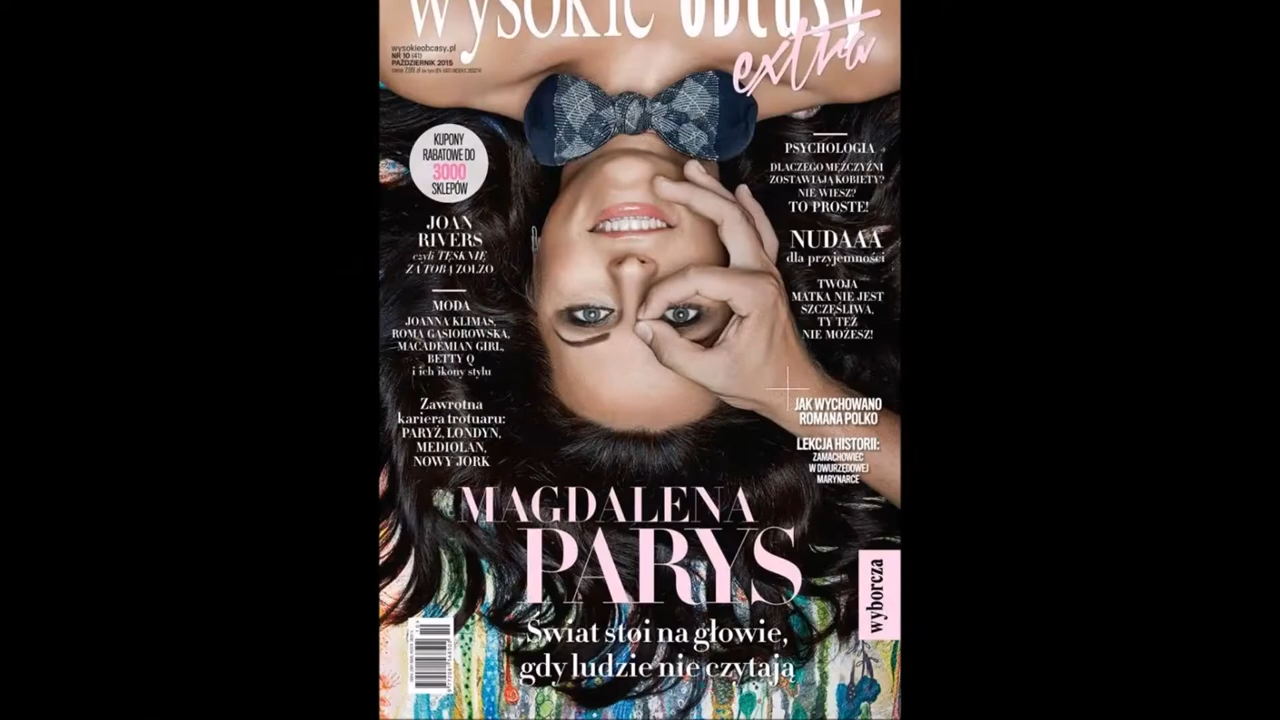 wysokie obcasy
extra
wysokieobcasy.pl
NR 10 (41)
PAŹDZIERNIK 2015
KUPONY
RABATOWE DO
3000
SKLEPÓW
JOAN
RIVERS
czyli TĘSKNIĘ
ZA TOBĄ ZOŁZO
MODA
JOANNA KLIMAS,
ROMA GĄSIOROWSKA,
MACADEMIAN GIRL,
BETTY Q
i ich ikony stylu
Zawrotna
kariera trotuaru:
PARYŻ, LONDYN,
MEDIOLAN,
NOWY JORK
PSYCHOLOGIA
DLACZEGO MĘŻCZYŹNI
ZOSTAWIAJĄ KOBIETY?
NIE WIESZ?
TO PROSTE!
NUDAAA
dla przyjemności
TWOJA
MATKA NIE JEST
SZCZĘŚLIWA,
TY TEŻ
NIE MOŻESZ!
JAK WYCHOWANO
ROMANA POLKO
LEKCJA HISTORII:
ZAMACHOWIEC
W DWURZĘDOWEJ
MARYNARCE
MAGDALENA
PARYS
Świat stoi na głowie,
gdy ludzie nie czytają
wyborcza